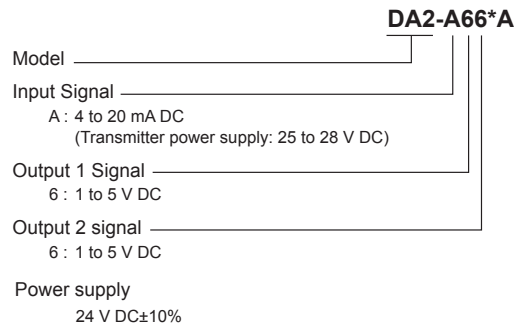 DA2-A66*A
Model
Input Signal
A : 4 to 20 mA DC
(Transmitter power supply: 25 to 28 V DC)
Output 1 Signal
6 : 1 to 5 V DC
Output 2 signal
6 : 1 to 5 V DC
Power supply
24 V DC±10%